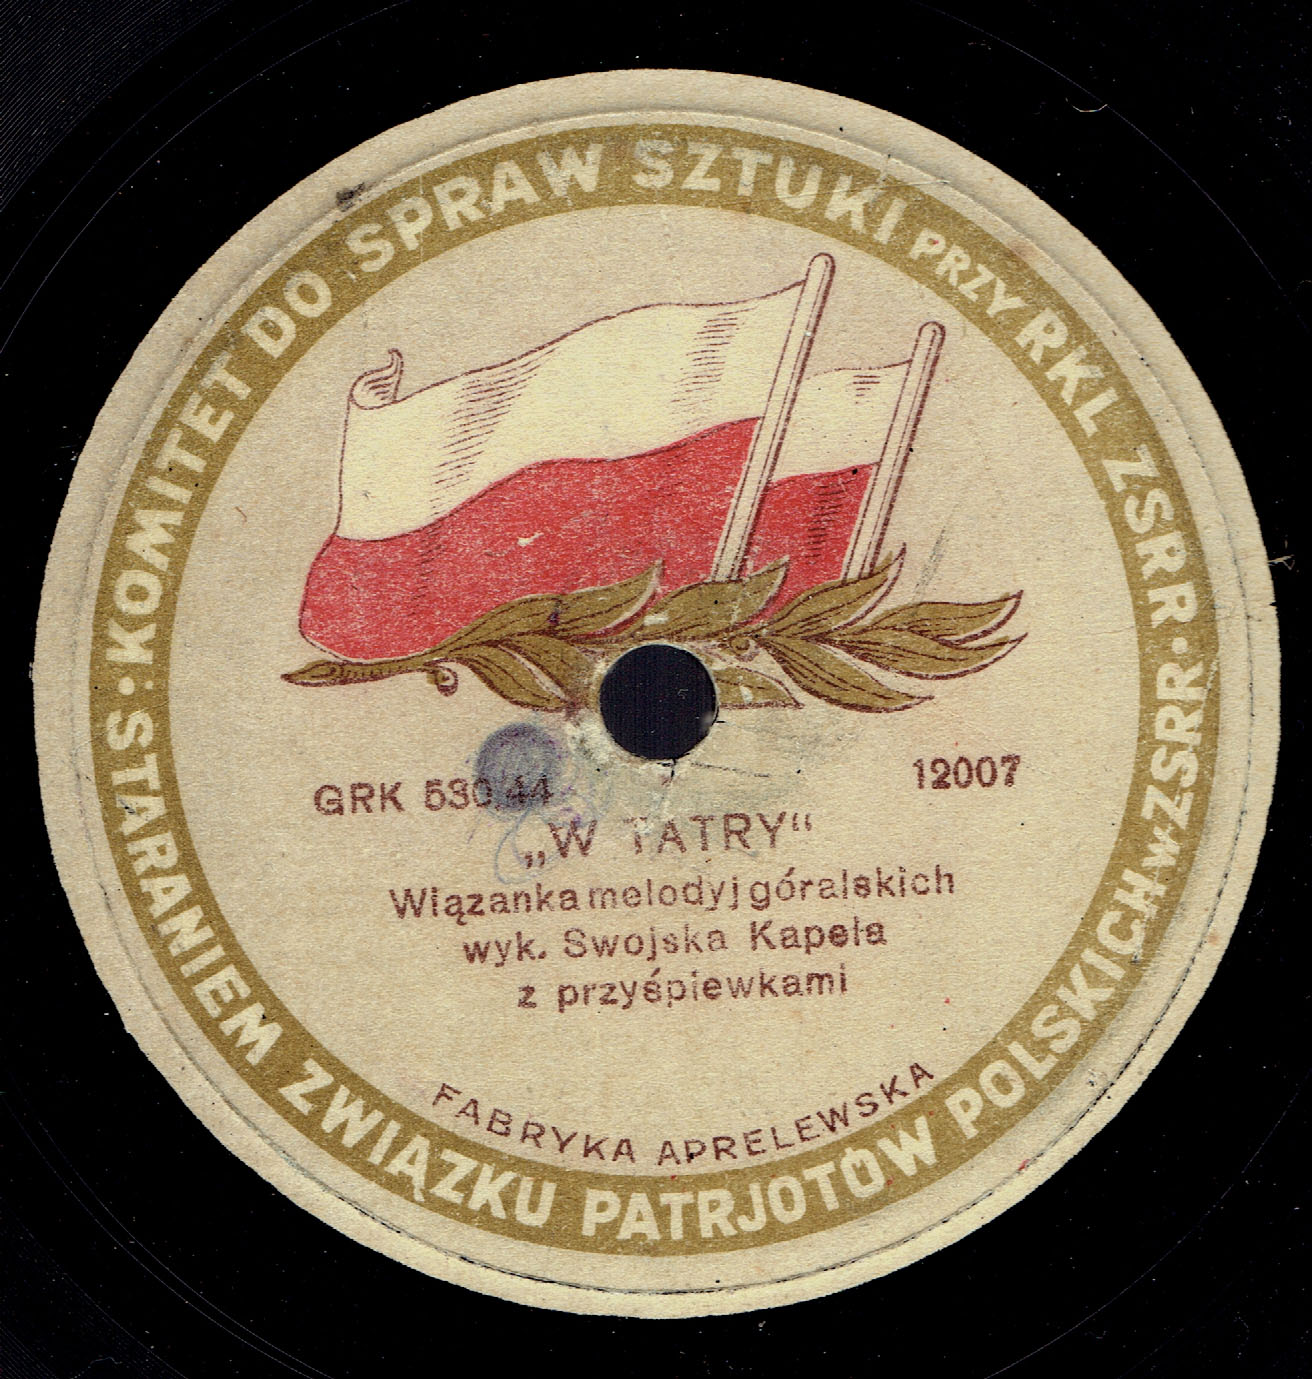 KOMITET DO SPRAW SZTUKI PRZY RKL ZSRR · STARANIEM ZWIĄZKU PATRJOTÓW POLSKICH W ZSRR ·
GRK 530/44
12007
„W TATRY“
Wiązanka melodyj góralskich
wyk. Swojska Kapela
z przyśpiewkami
FABRYKA APRELEWSKA